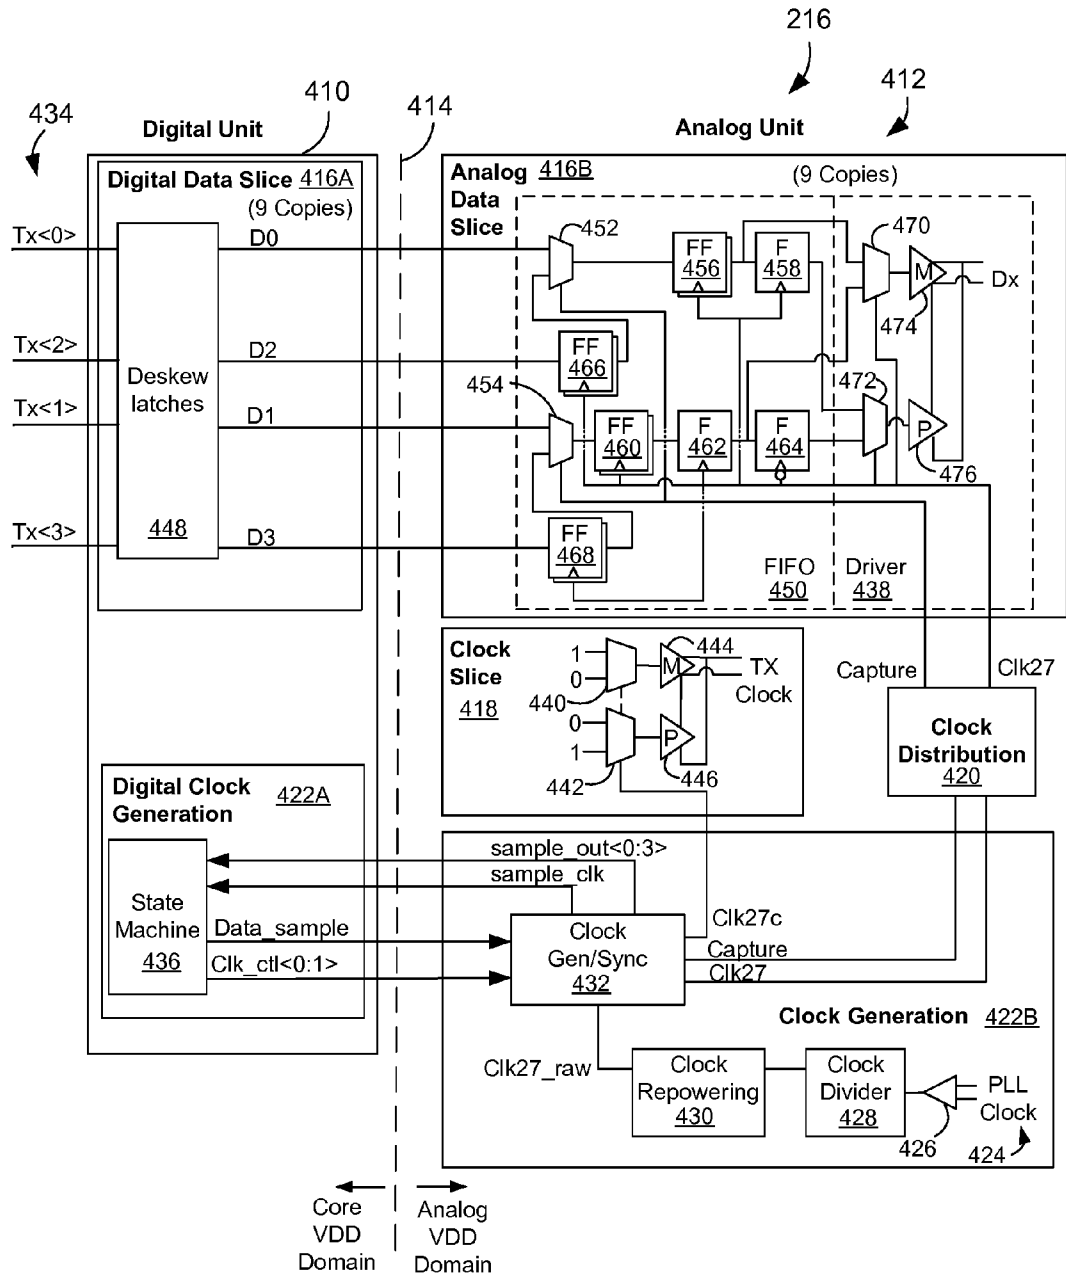 216
434
410
414
412
Digital Unit
Analog Unit
Digital Data Slice 416A
(9 Copies)
Analog 416B
Data
Slice
(9 Copies)
Tx<0>
D0
452
470
FF
456
F
458
M
Dx
474
Tx<2>
D2
FF
466
Deskew
latches
454
472
Tx<1>
D1
FF
460
F
462
F
464
P
476
Tx<3>
448
D3
FF
468
FIFO
450
Driver
438
Clock
Slice
418
1
0
440
M
444
TX
Clock
0
1
442
P
446
Capture
Clk27
Clock
Distribution
420
Digital Clock
Generation
422A
State
Machine
436
sample_out<0:3>
sample_clk
Data_sample
Clk_ctl<0:1>
Clock
Gen/Sync
432
Clk27c
Capture
Clk27
Clock Generation 422B
Clk27_raw
Clock
Repowering
430
Clock
Divider
428
426
PLL
Clock
424
Core
VDD
Domain
Analog
VDD
Domain